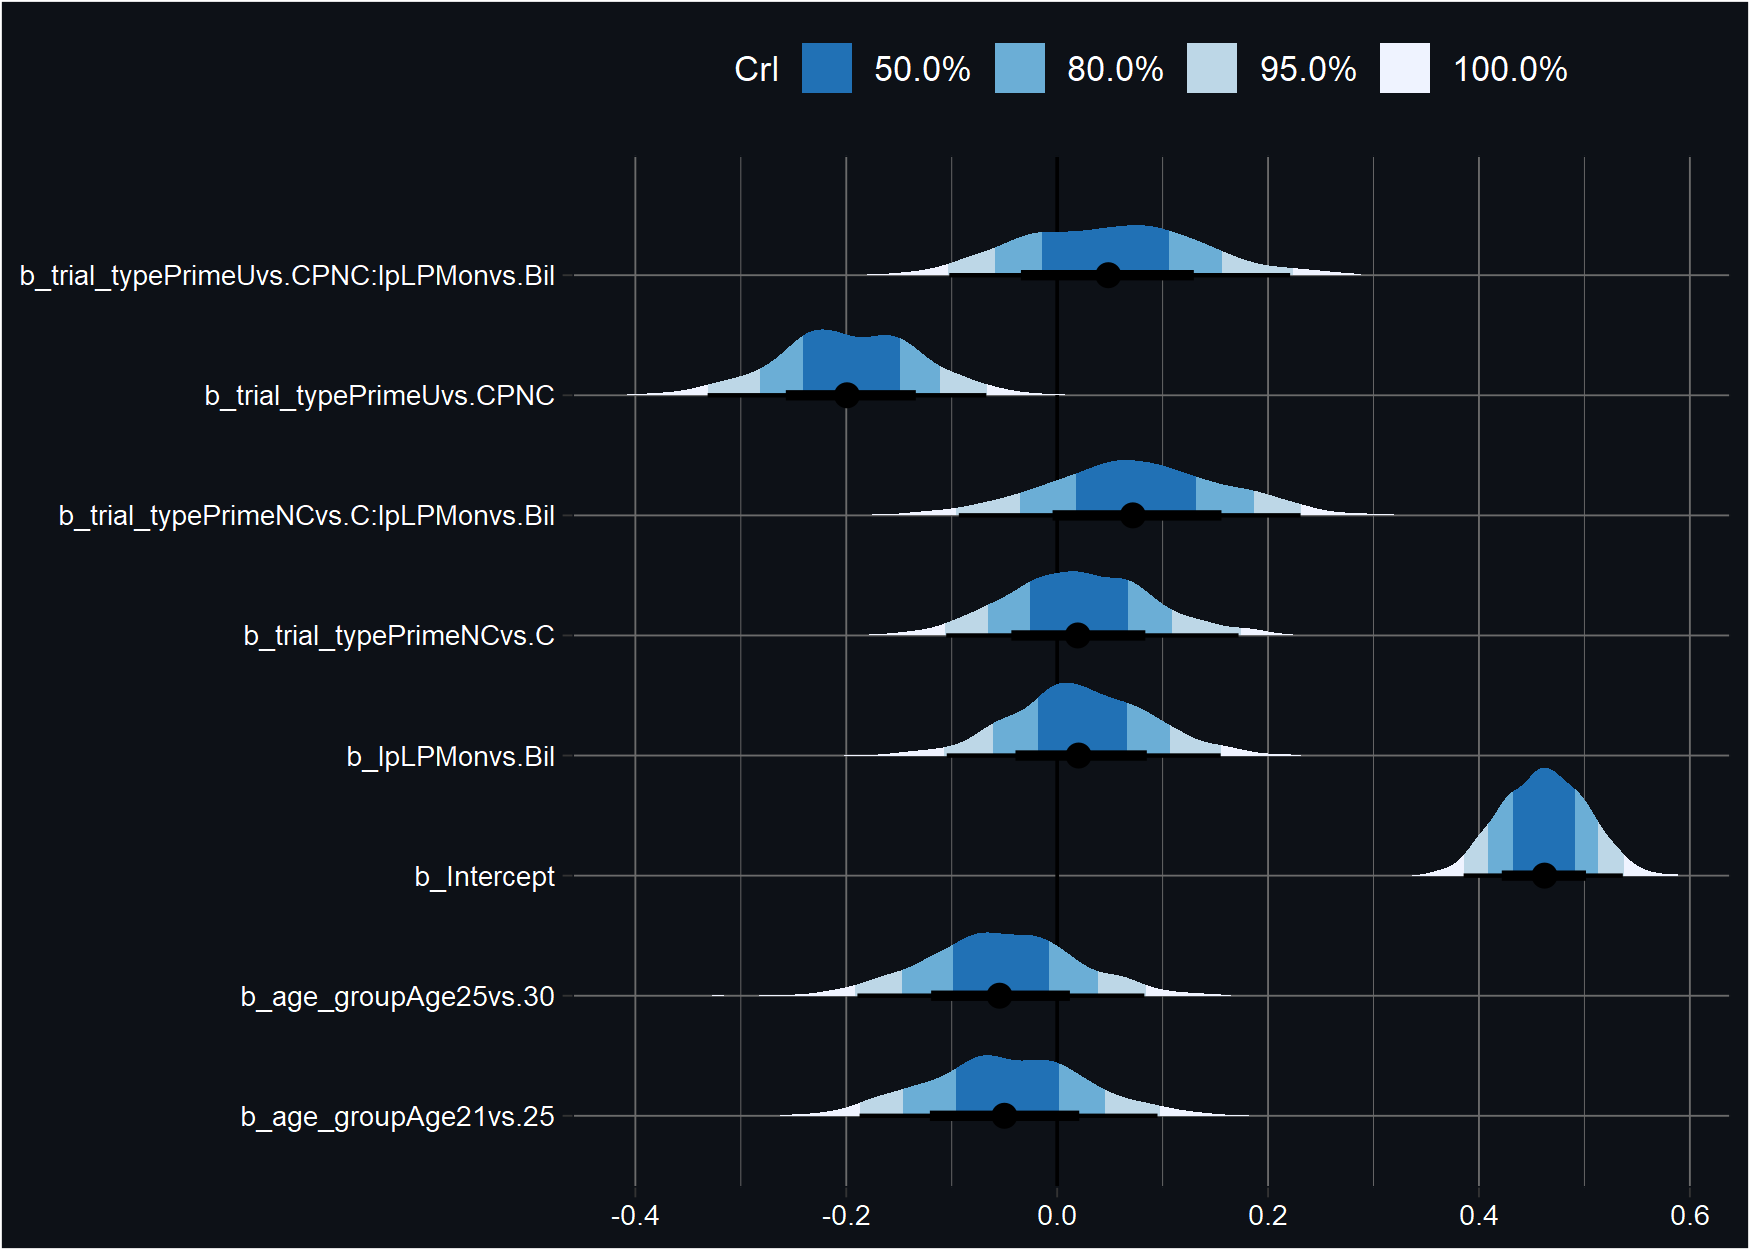 CrI 50.0% 80.0% 95.0% 100.0%
b_trial_typePrimeUvs.CPNC:lpLPMonvs.Bil
b_trial_typePrimeUvs.CPNC
b_trial_typePrimeNCvs.C:lpLPMonvs.Bil
b_trial_typePrimeNCvs.C
b_lpLPMonvs.Bil
b_Intercept
b_age_groupAge25vs.30
b_age_groupAge21vs.25
-0.4 -0.2 0.0 0.2 0.4 0.6